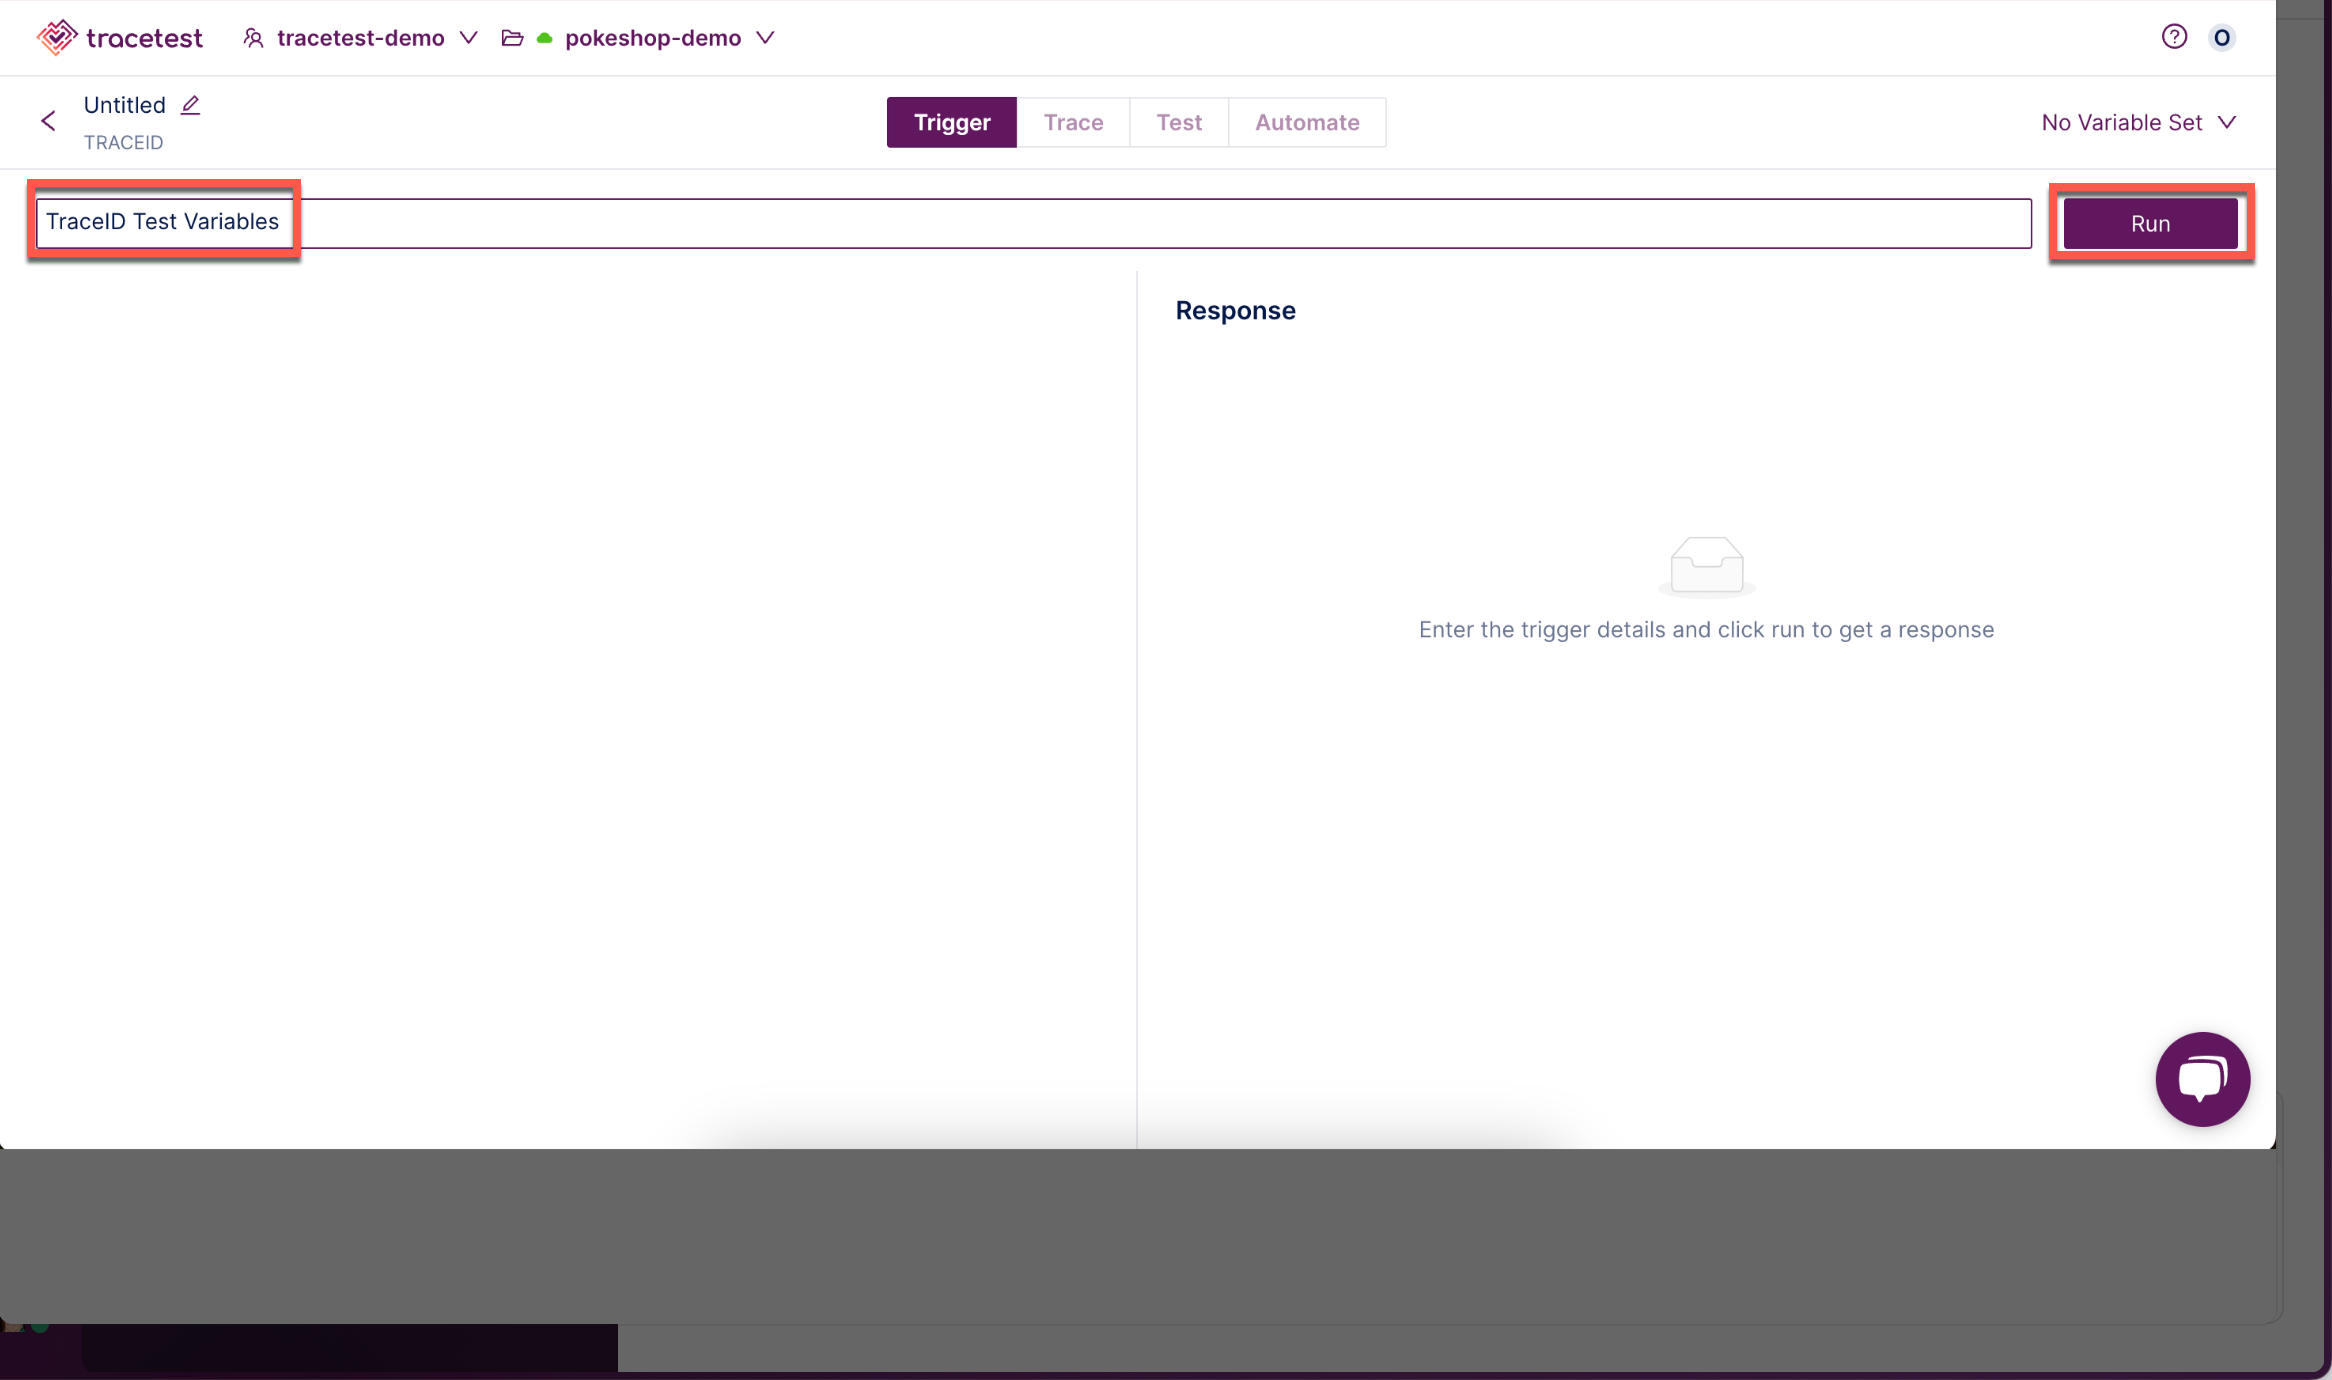 tracetest tracetest-demo pokeshop-demo O
Untitled
TRACEID
Trigger Trace Test Automate
No Variable Set
TraceID Test Variables
Run
Response
Enter the trigger details and click run to get a response